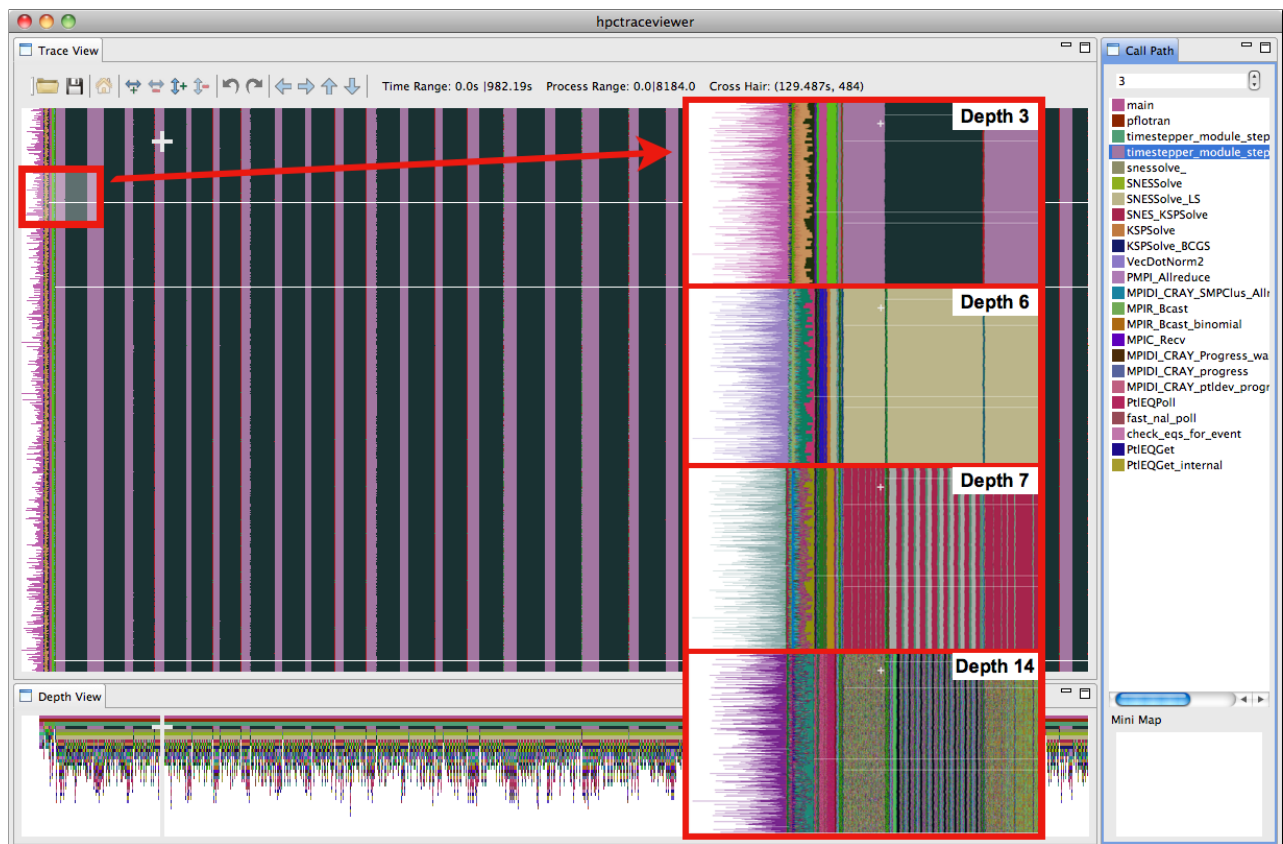 hpctraceviewer
Trace View
Time Range: 0.0s |982.19s Process Range: 0.0|8184.0 Cross Hair: (129.487s, 484)
Depth 3
Depth 6
Depth 7
Depth 14
Depth View
Call Path
3
main
pflotran
timestepper_module_step
timestepper_module_step
snessolve_
SNESSolve
SNESSolve_LS
SNES_KSPSolve
KSPSolve
KSPSolve_BCGS
VecDotNorm2
PMPI_Allreduce
MPIDI_CRAY_SMPClus_Allr
MPIR_Bcast
MPIR_Bcast_binomial
MPIC_Recv
MPIDI_CRAY_Progress_wa
MPIDI_CRAY_progress
MPIDI_CRAY_ptldev_progr
PtlEQPoll
fast_nal_poll
check_eqs_for_event
PtlEQGet
PtlEQGet_internal
Mini Map